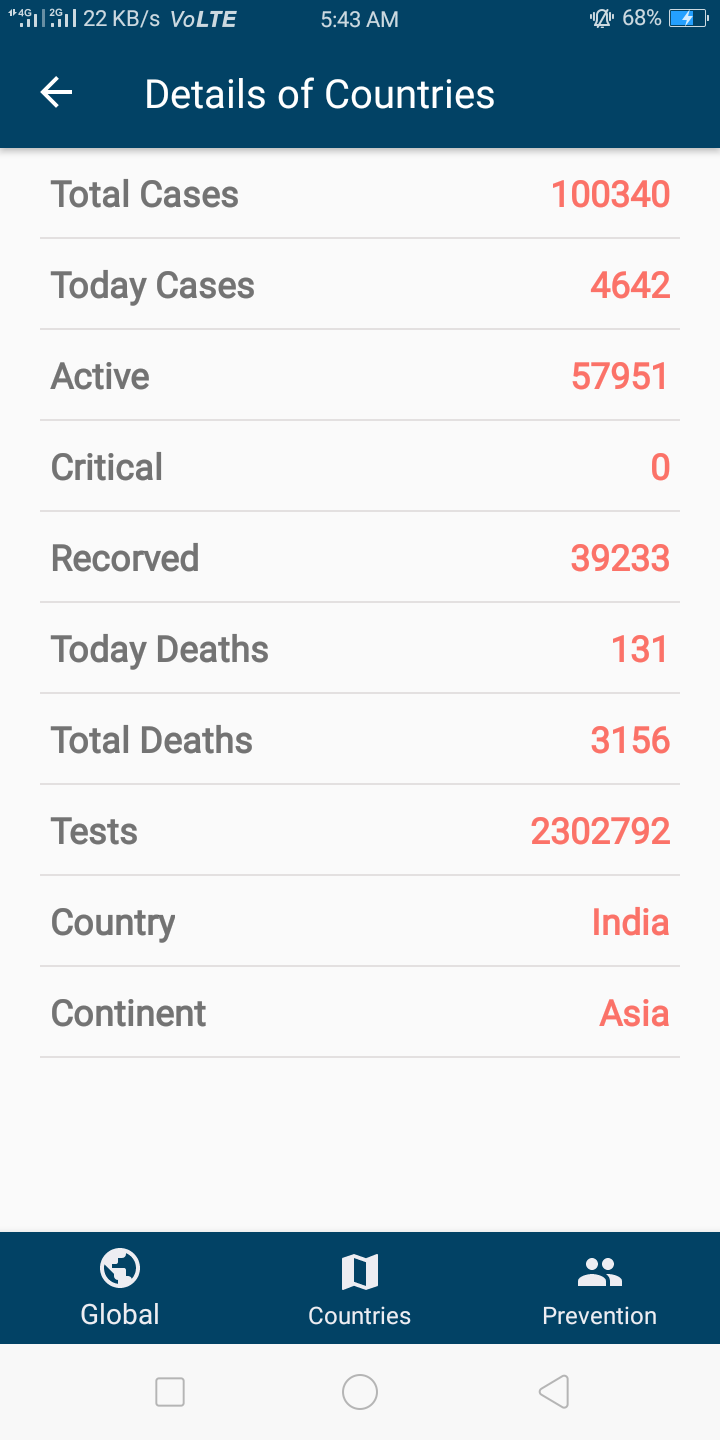 4G 2G 22 KB/s VoLTE 5:43 AM 68%
Details of Countries
Total Cases 100340
Today Cases 4642
Active 57951
Critical 0
Recorved 39233
Today Deaths 131
Total Deaths 3156
Tests 2302792
Country India
Continent Asia
Global Countries Prevention